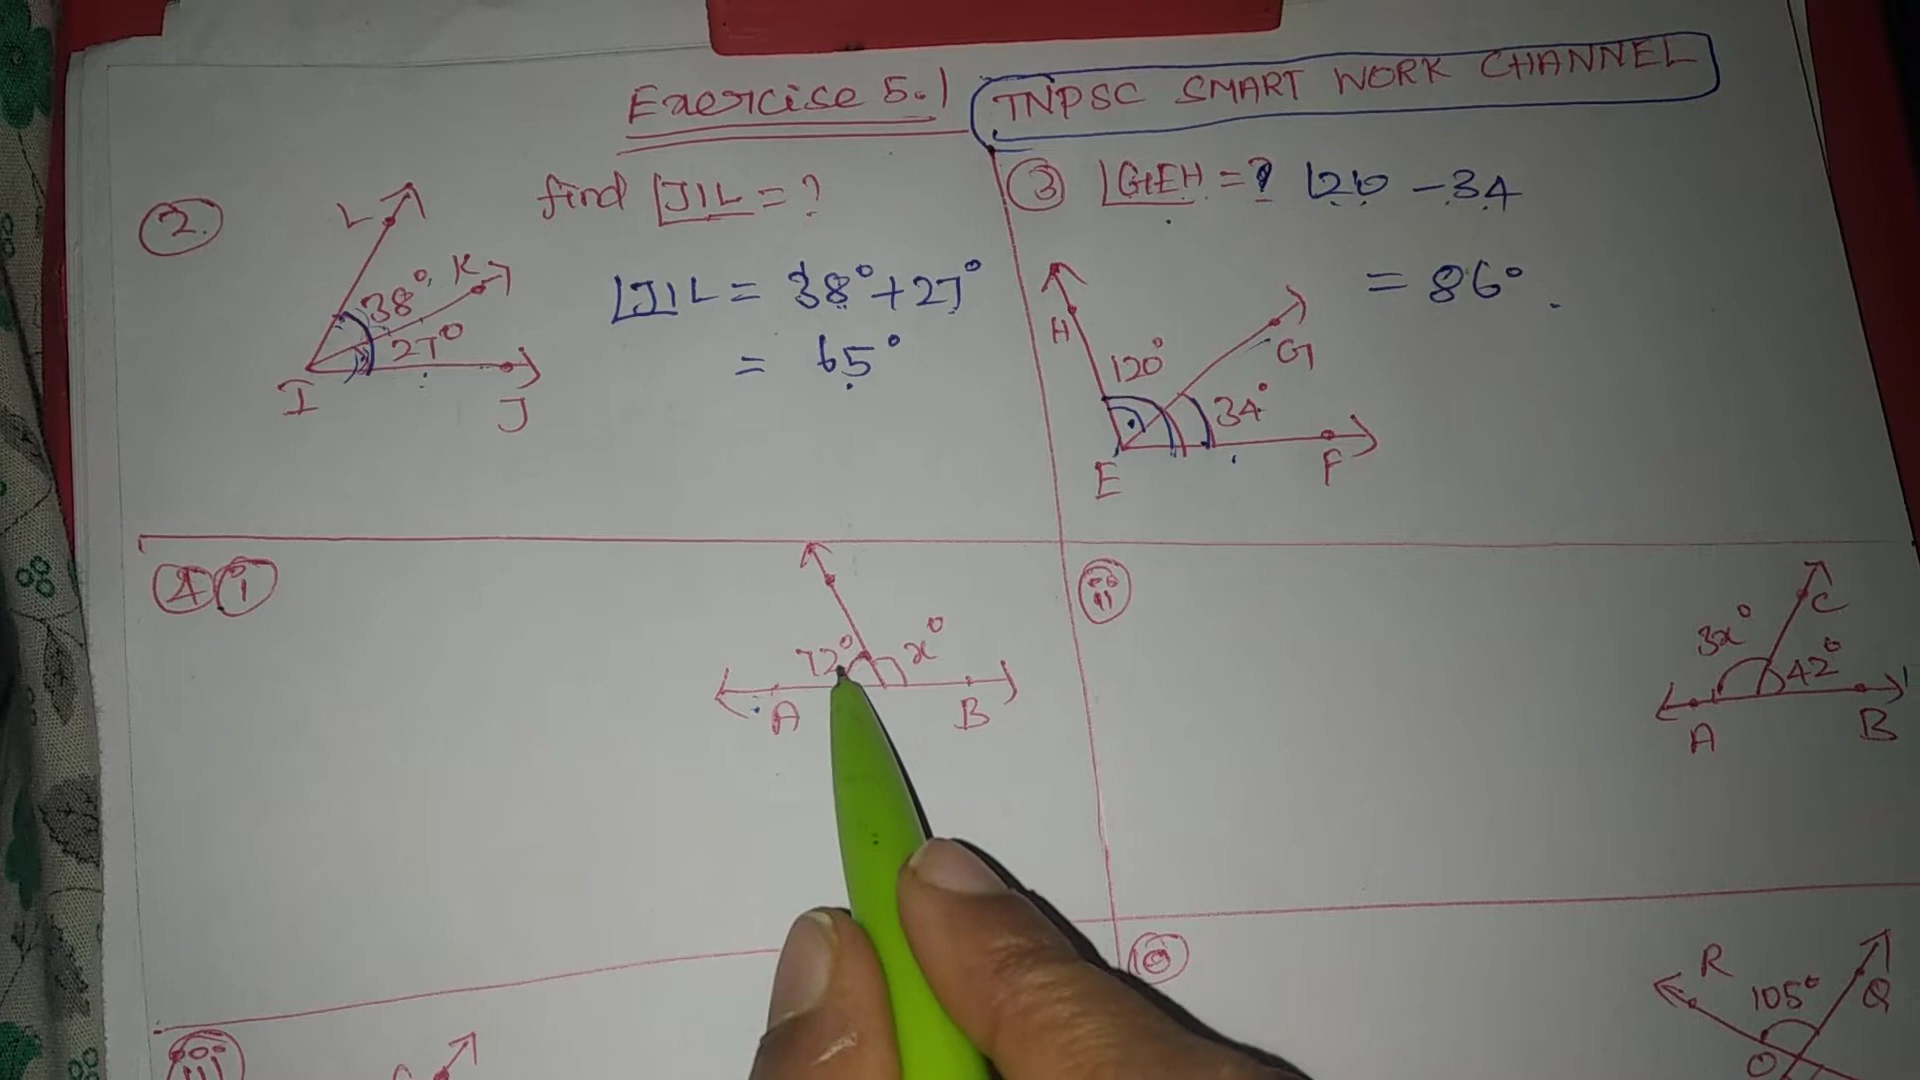 Exercise 5.1
TNPSC SMART WORK CHANNEL
2.
find ∠JIL = ?
L
38°
K
27°
I
J
∠JIL = 38° + 27°
= 65°
3
∠GEH = ? 120 - 34
= 86°
H
120°
G
34°
E
F
4 i
72°
x°
A
B
ii
3x°
C
42°
A
B
iii
R
105°
Q
O